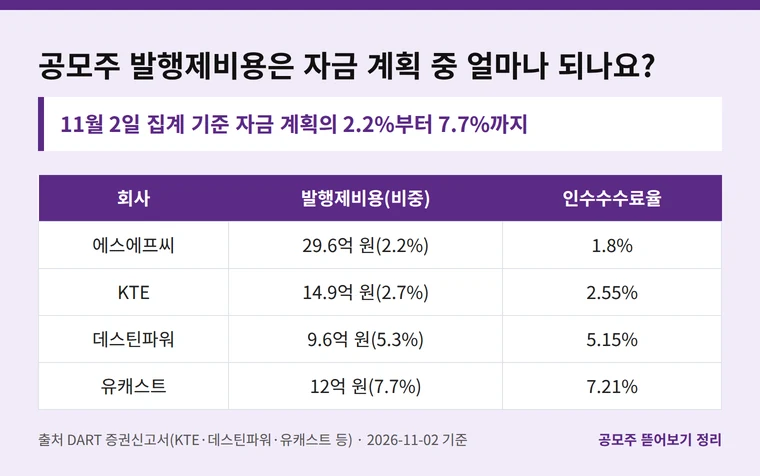 공모주 발행제비용은 자금 계획 중 얼마나 되나요?
11월 2일 집계 기준 자금 계획의 2.2%부터 7.7%까지
회사 발행제비용(비중) 인수수수료율
에스에프씨 29.6억 원(2.2%) 1.8%
KTE 14.9억 원(2.7%) 2.55%
데스틴파워 9.6억 원(5.3%) 5.15%
유캐스트 12억 원(7.7%) 7.21%
출처 DART 증권신고서(KTE·데스틴파워·유캐스트 등) · 2026-11-02 기준 공모주 뜯어보기 정리